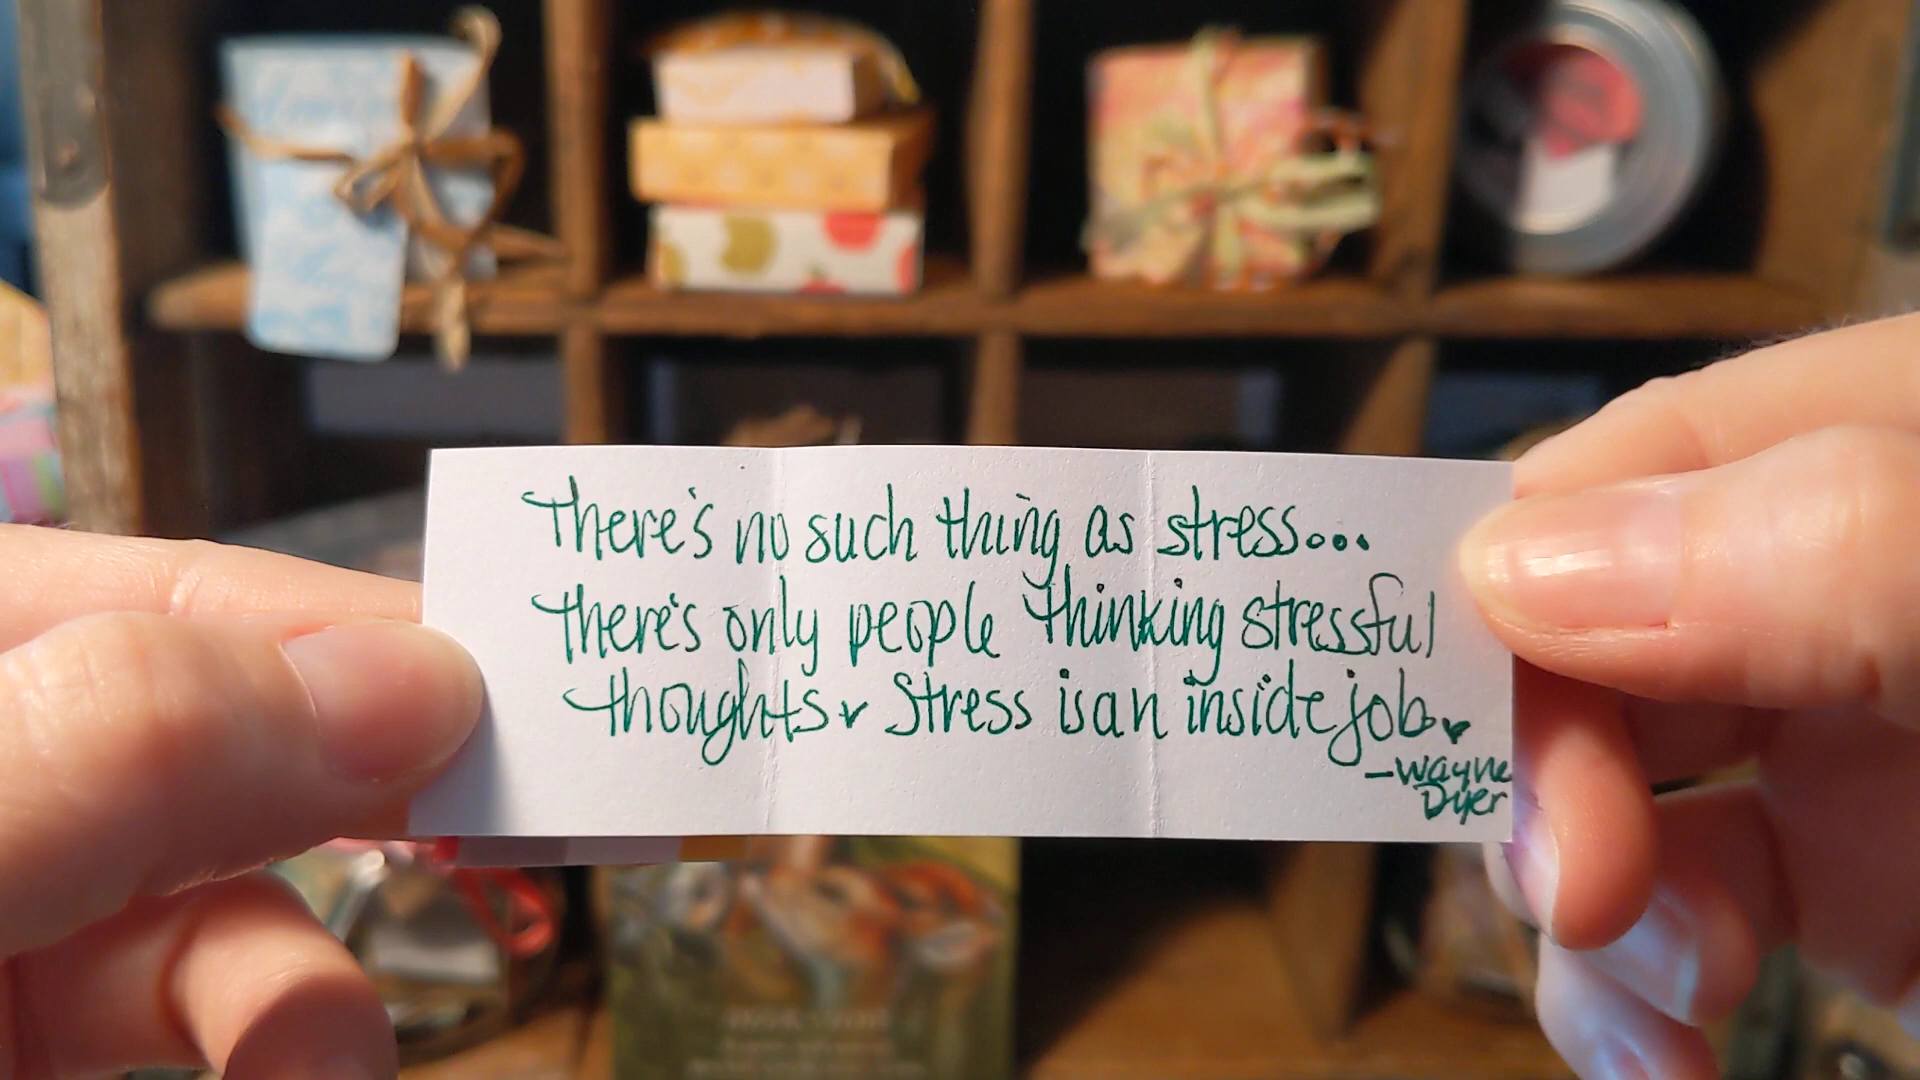 There's no such thing as stress...
There's only people thinking stressful
thoughts♥ Stress is an inside job.♥
-Wayne
Dyer